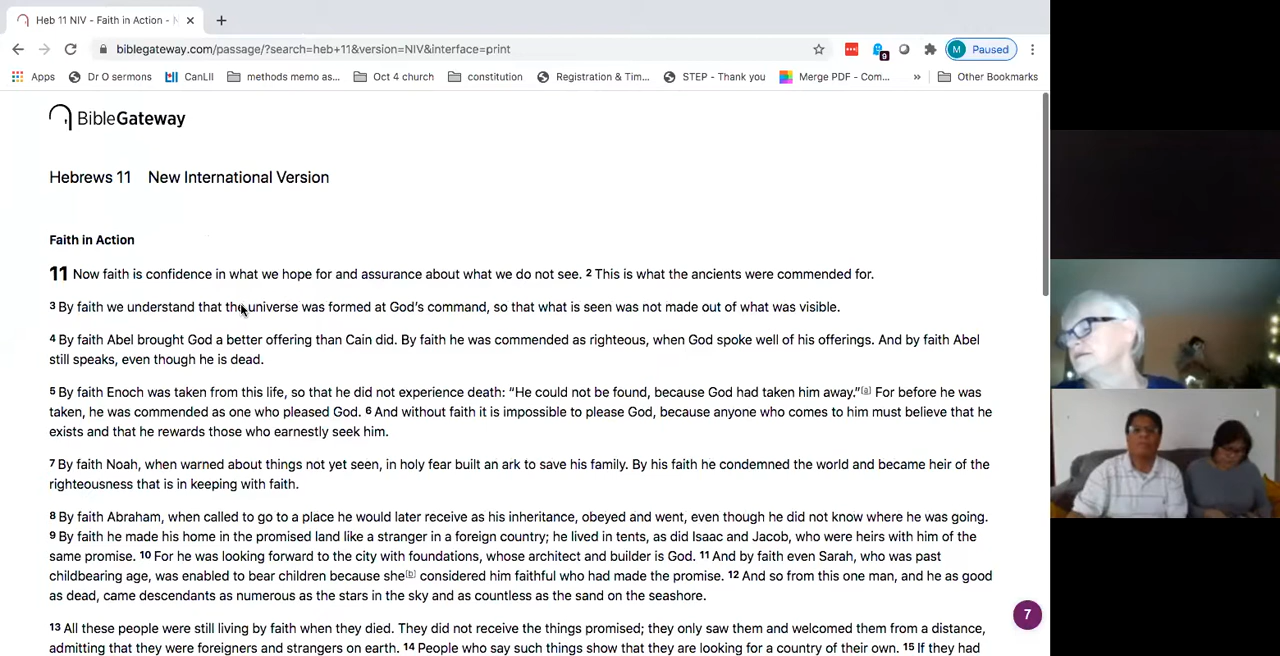 Heb 11 NIV - Faith in Action -
biblegateway.com/passage/?search=heb+11&version=NIV&interface=print
9
M Paused
Apps Dr O sermons CanLII methods memo as... Oct 4 church constitution Registration & Tim... STEP - Thank you Merge PDF - Com... » Other Bookmarks
BibleGateway
Hebrews 11 New International Version
Faith in Action
11 Now faith is confidence in what we hope for and assurance about what we do not see. 2 This is what the ancients were commended for.
3 By faith we understand that the universe was formed at God's command, so that what is seen was not made out of what was visible.
4 By faith Abel brought God a better offering than Cain did. By faith he was commended as righteous, when God spoke well of his offerings. And by faith Abel
still speaks, even though he is dead.
5 By faith Enoch was taken from this life, so that he did not experience death: “He could not be found, because God had taken him away.”[a] For before he was
taken, he was commended as one who pleased God. 6 And without faith it is impossible to please God, because anyone who comes to him must believe that he
exists and that he rewards those who earnestly seek him.
7 By faith Noah, when warned about things not yet seen, in holy fear built an ark to save his family. By his faith he condemned the world and became heir of the
righteousness that is in keeping with faith.
8 By faith Abraham, when called to go to a place he would later receive as his inheritance, obeyed and went, even though he did not know where he was going.
9 By faith he made his home in the promised land like a stranger in a foreign country; he lived in tents, as did Isaac and Jacob, who were heirs with him of the
same promise. 10 For he was looking forward to the city with foundations, whose architect and builder is God. 11 And by faith even Sarah, who was past
childbearing age, was enabled to bear children because she[b] considered him faithful who had made the promise. 12 And so from this one man, and he as good
as dead, came descendants as numerous as the stars in the sky and as countless as the sand on the seashore.
7
13 All these people were still living by faith when they died. They did not receive the things promised; they only saw them and welcomed them from a distance,
admitting that they were foreigners and strangers on earth. 14 People who say such things show that they are looking for a country of their own. 15 If they had